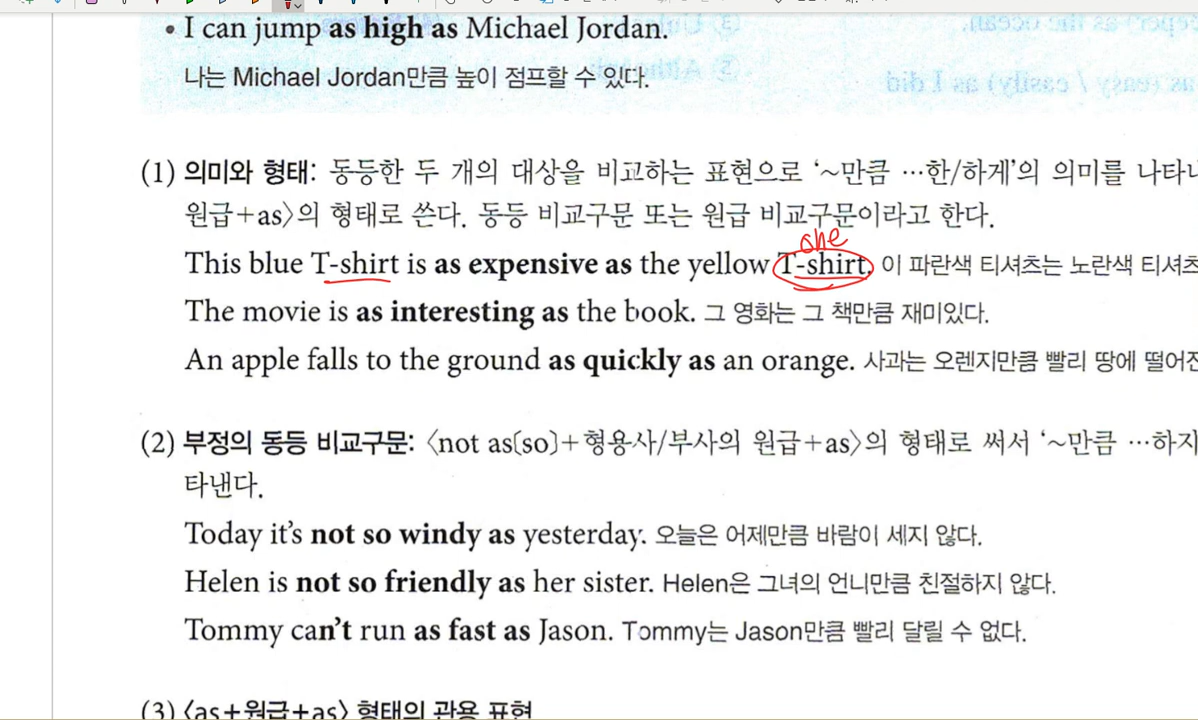 • I can jump as high as Michael Jordan.
나는 Michael Jordan만큼 높이 점프할 수 있다.
(1) 의미와 형태: 동등한 두 개의 대상을 비교하는 표현으로 ‘~만큼 …한/하게’의 의미를 나타내
원급+as〉의 형태로 쓴다. 동등 비교구문 또는 원급 비교구문이라고 한다.
one
This blue T-shirt is as expensive as the yellow T-shirt. 이 파란색 티셔츠는 노란색 티셔츠
The movie is as interesting as the book. 그 영화는 그 책만큼 재미있다.
An apple falls to the ground as quickly as an orange. 사과는 오렌지만큼 빨리 땅에 떨어진
(2) 부정의 동등 비교구문: 〈not as(so)+형용사/부사의 원급+as〉의 형태로 써서 ‘~만큼 …하지
타낸다.
Today it’s not so windy as yesterday. 오늘은 어제만큼 바람이 세지 않다.
Helen is not so friendly as her sister. Helen은 그녀의 언니만큼 친절하지 않다.
Tommy can’t run as fast as Jason. Tommy는 Jason만큼 빨리 달릴 수 없다.
(3) 〈as+원급+as〉 형태의 관용 표현